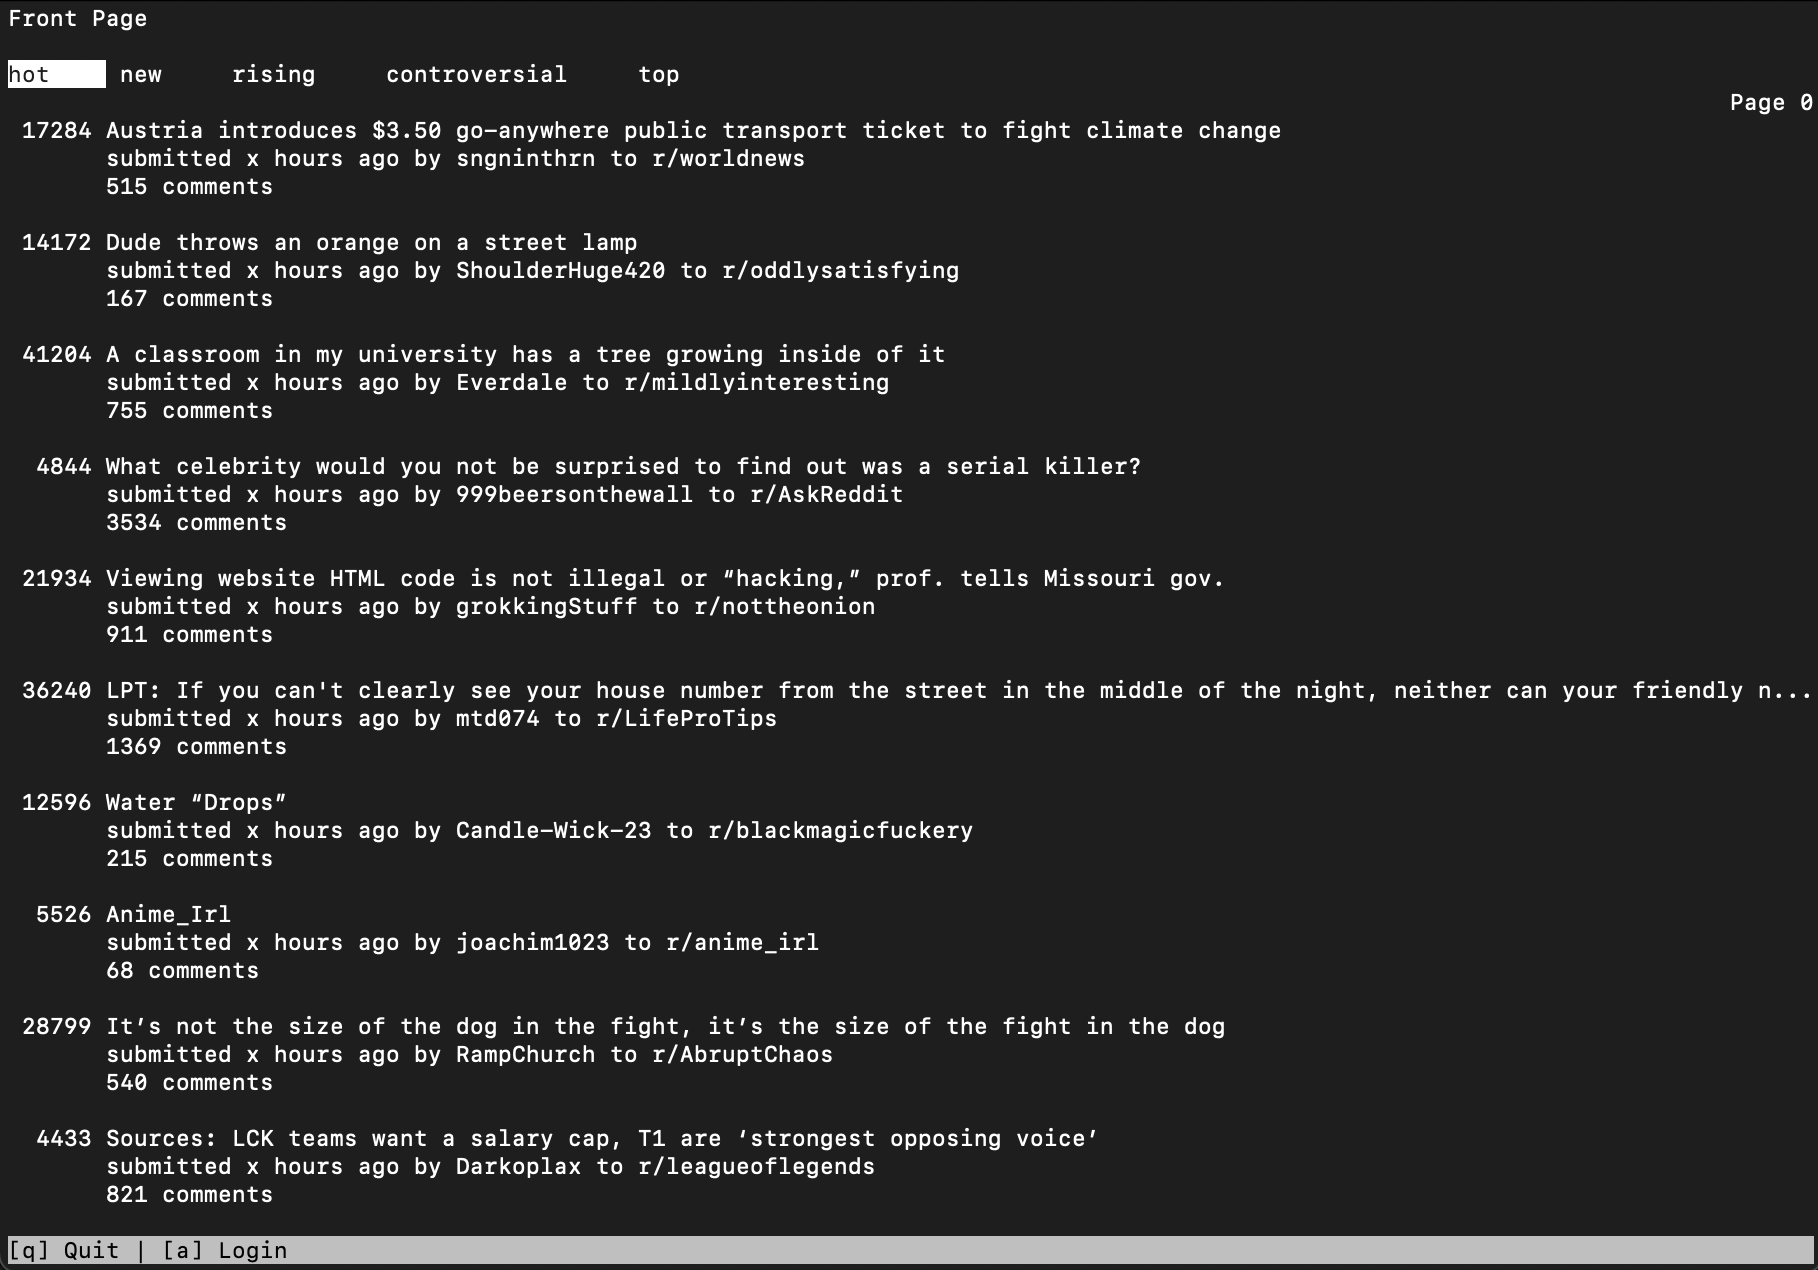 Front Page
hot new rising controversial top
Page 0
17284 Austria introduces $3.50 go-anywhere public transport ticket to fight climate change
submitted x hours ago by sngninthrn to r/worldnews
515 comments
14172 Dude throws an orange on a street lamp
submitted x hours ago by ShoulderHuge420 to r/oddlysatisfying
167 comments
41204 A classroom in my university has a tree growing inside of it
submitted x hours ago by Everdale to r/mildlyinteresting
755 comments
4844 What celebrity would you not be surprised to find out was a serial killer?
submitted x hours ago by 999beersonthewall to r/AskReddit
3534 comments
21934 Viewing website HTML code is not illegal or “hacking,” prof. tells Missouri gov.
submitted x hours ago by grokkingStuff to r/nottheonion
911 comments
36240 LPT: If you can't clearly see your house number from the street in the middle of the night, neither can your friendly n...
submitted x hours ago by mtd074 to r/LifeProTips
1369 comments
12596 Water “Drops”
submitted x hours ago by Candle-Wick-23 to r/blackmagicfuckery
215 comments
5526 Anime_Irl
submitted x hours ago by joachim1023 to r/anime_irl
68 comments
28799 It’s not the size of the dog in the fight, it’s the size of the fight in the dog
submitted x hours ago by RampChurch to r/AbruptChaos
540 comments
4433 Sources: LCK teams want a salary cap, T1 are ‘strongest opposing voice’
submitted x hours ago by Darkoplax to r/leagueoflegends
821 comments
[q] Quit | [a] Login